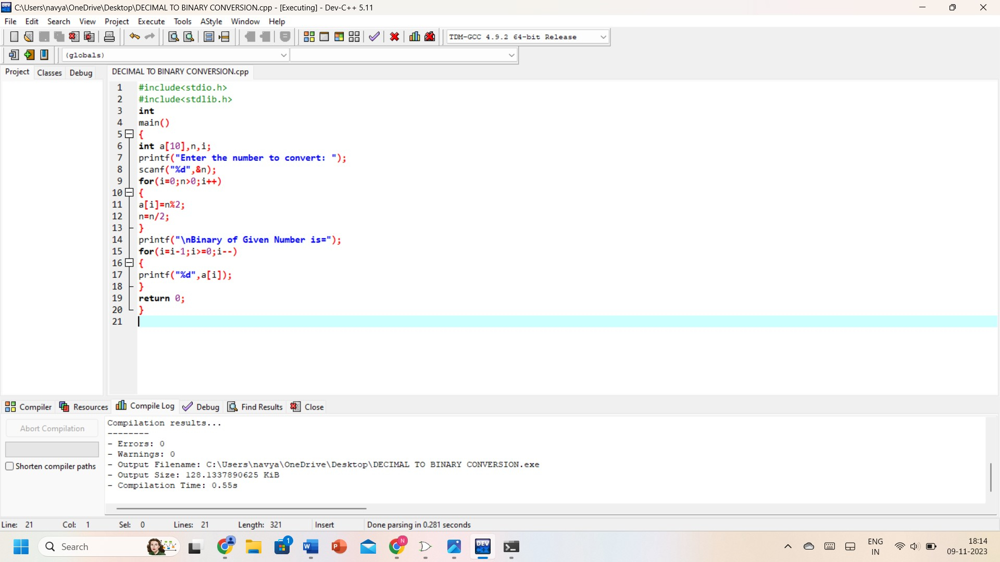 C:\Users\navya\OneDrive\Desktop\DECIMAL TO BINARY CONVERSION.cpp - [Executing] - Dev-C++ 5.11
File Edit Search View Project Execute Tools AStyle Window Help
TDM-GCC 4.9.2 64-bit Release
(globals)
Project Classes Debug DECIMAL TO BINARY CONVERSION.cpp
1 #include<stdio.h>
2 #include<stdlib.h>
3 int
4 main()
5 {
6 int a[10],n,i;
7 printf("Enter the number to convert: ");
8 scanf("%d",&n);
9 for(i=0;n>0;i++)
10 {
11 a[i]=n%2;
12 n=n/2;
13 }
14 printf("\nBinary of Given Number is=");
15 for(i=i-1;i>=0;i--)
16 {
17 printf("%d",a[i]);
18 }
19 return 0;
20 }
21
Compiler Resources Compile Log Debug Find Results Close
Abort Compilation
Shorten compiler paths
Compilation results...
--------
- Errors: 0
- Warnings: 0
- Output Filename: C:\Users\navya\OneDrive\Desktop\DECIMAL TO BINARY CONVERSION.exe
- Output Size: 128.1337890625 KiB
- Compilation Time: 0.55s
Line: 21 Col: 1 Sel: 0 Lines: 21 Length: 321 Insert Done parsing in 0.281 seconds
Search
1
W
P
N
DEV
C++
ENG
IN
18:14
09-11-2023